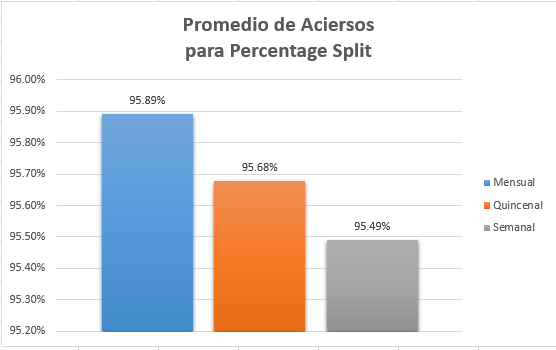 Promedio de Aciersos
para Percentage Split
96.00%
95.90%
95.80%
95.70%
95.60%
95.50%
95.40%
95.30%
95.20%
95.89%
95.68%
95.49%
Mensual
Quincenal
Semanal